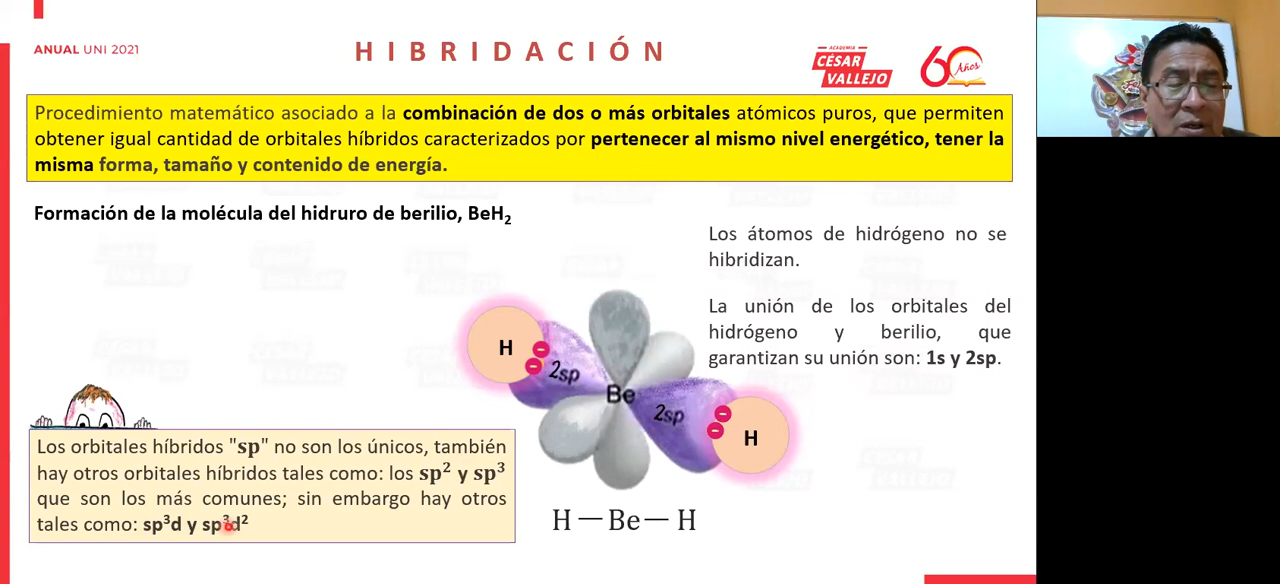 ANUAL UNI 2021
HIBRIDACIÓN
ACADEMIA
CÉSAR
VALLEJO
60 Años
Procedimiento matemático asociado a la combinación de dos o más orbitales atómicos puros, que permiten
obtener igual cantidad de orbitales híbridos caracterizados por pertenecer al mismo nivel energético, tener la
misma forma, tamaño y contenido de energía.
Formación de la molécula del hidruro de berilio, BeH₂
Los átomos de hidrógeno no se
hibridizan.
La unión de los orbitales del
hidrógeno y berilio, que
garantizan su unión son: 1s y 2sp.
H
2sp
Be
2sp
H
Los orbitales híbridos "sp" no son los únicos, también
hay otros orbitales híbridos tales como: los sp² y sp³
que son los más comunes; sin embargo hay otros
tales como: sp³d y sp³d²
H — Be — H